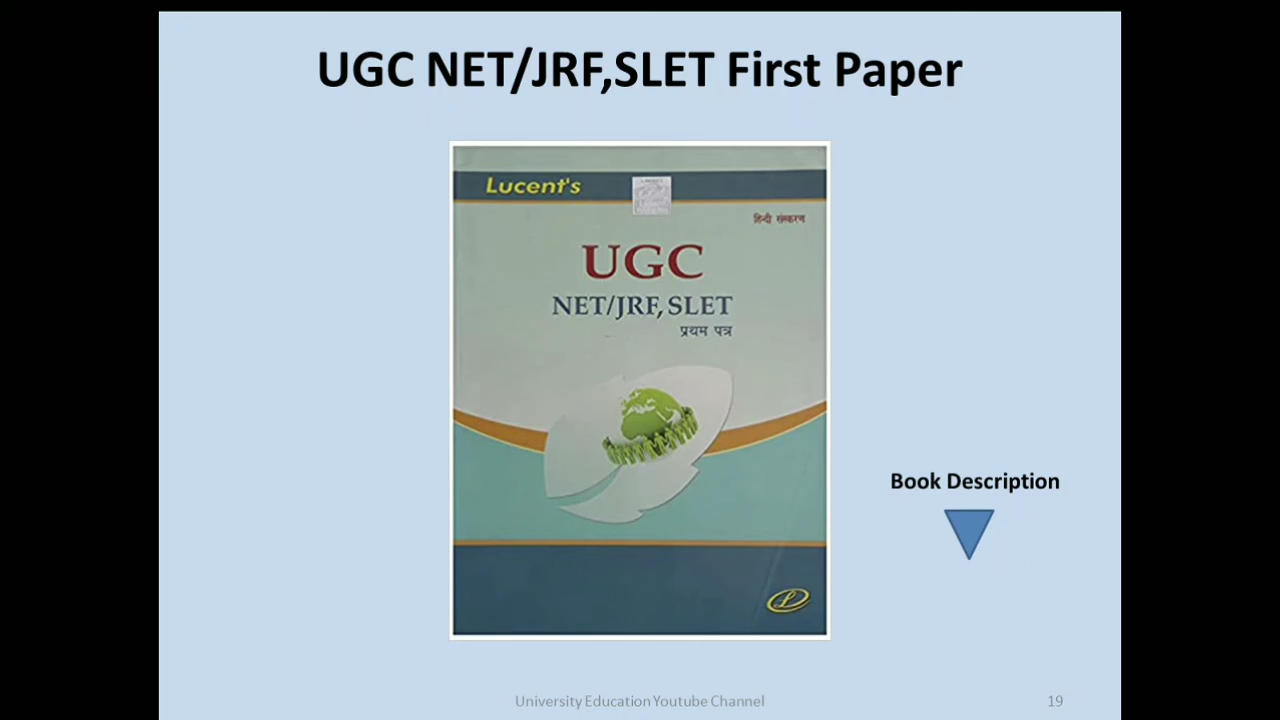 UGC NET/JRF,SLET First Paper
Lucent's
हिन्दी संस्करण
UGC
NET/JRF, SLET
प्रथम पत्र
Book Description
University Education Youtube Channel
19